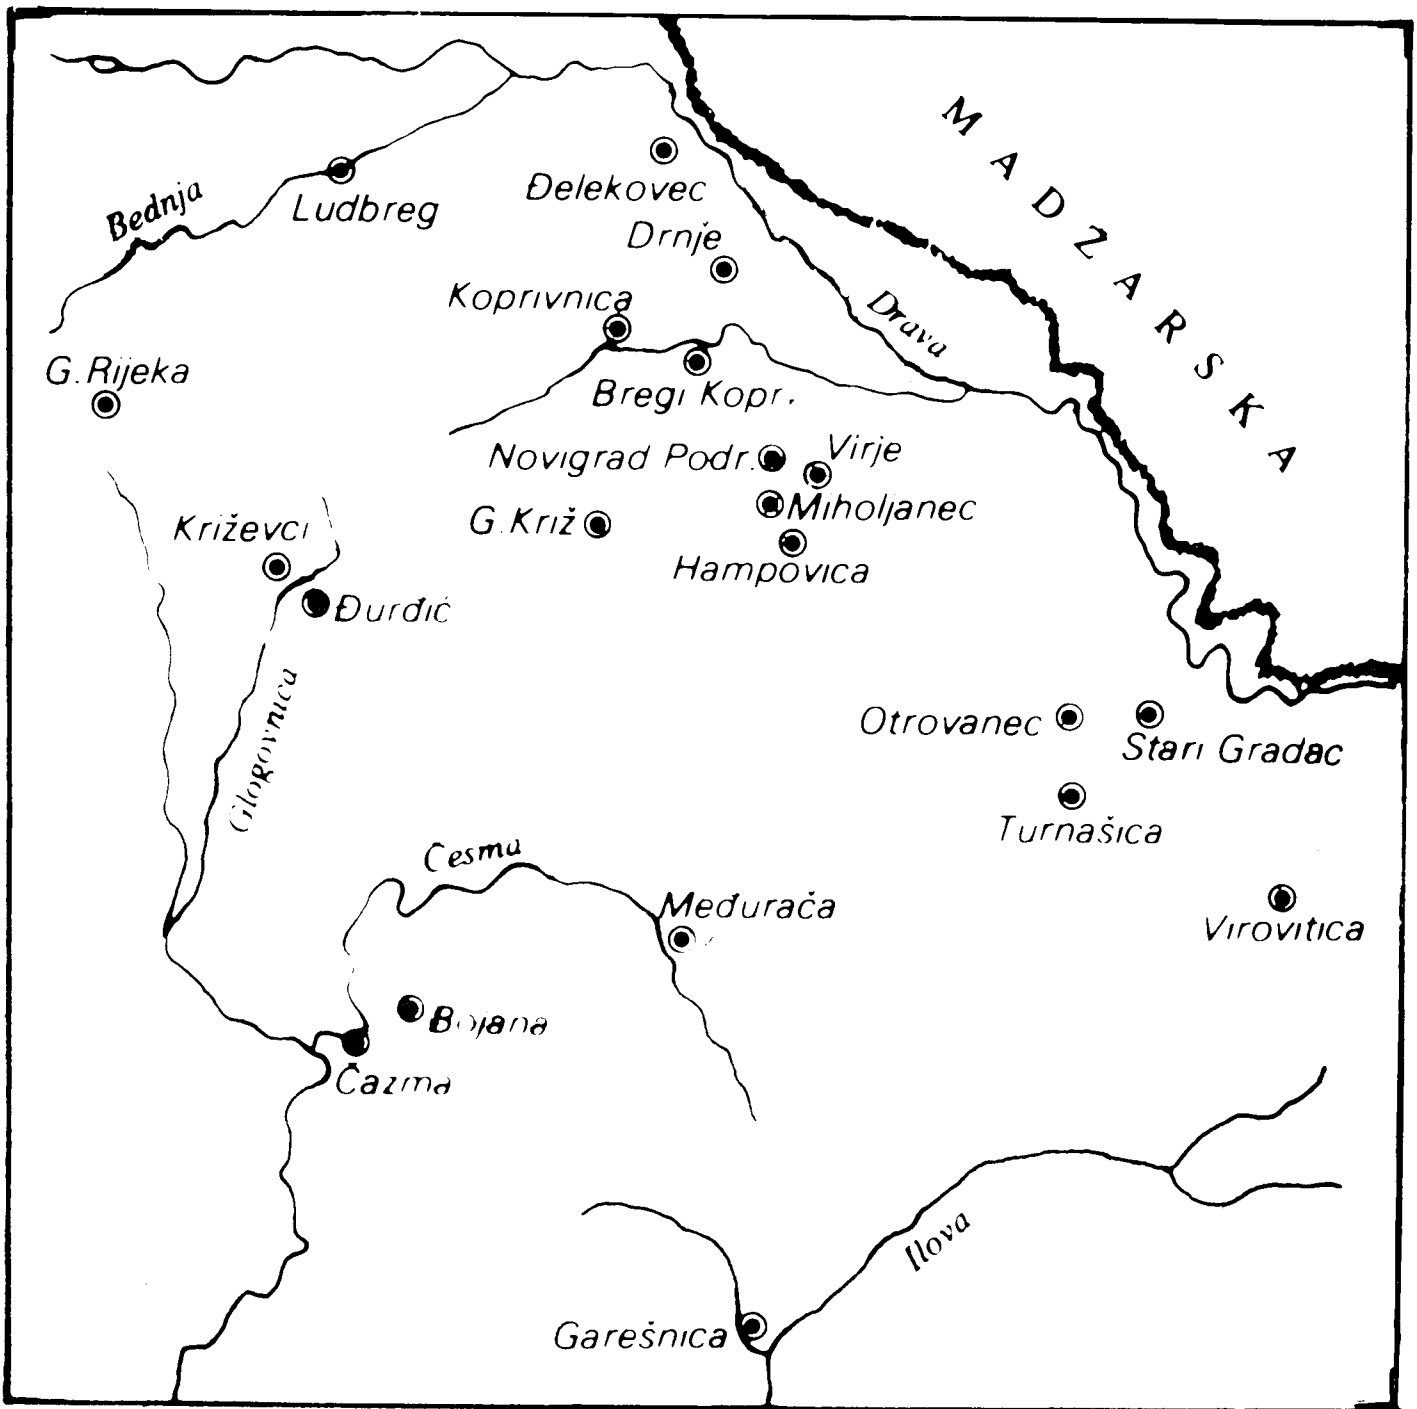 MADZARSKA
Bednja
Ludbreg
Đelekovec
Drnje
Koprivnica
Drava
G.Rijeka
Bregi Kopr.
Novigrad Podr.
Virje
Miholjanec
G.Križ
Hampovica
Križevci
Đurđić
Glogovnica
Otrovanec
Stari Gradac
Turnašica
Cesma
Međurača
Virovitica
Bojana
Čazma
Ilova
Garešnica